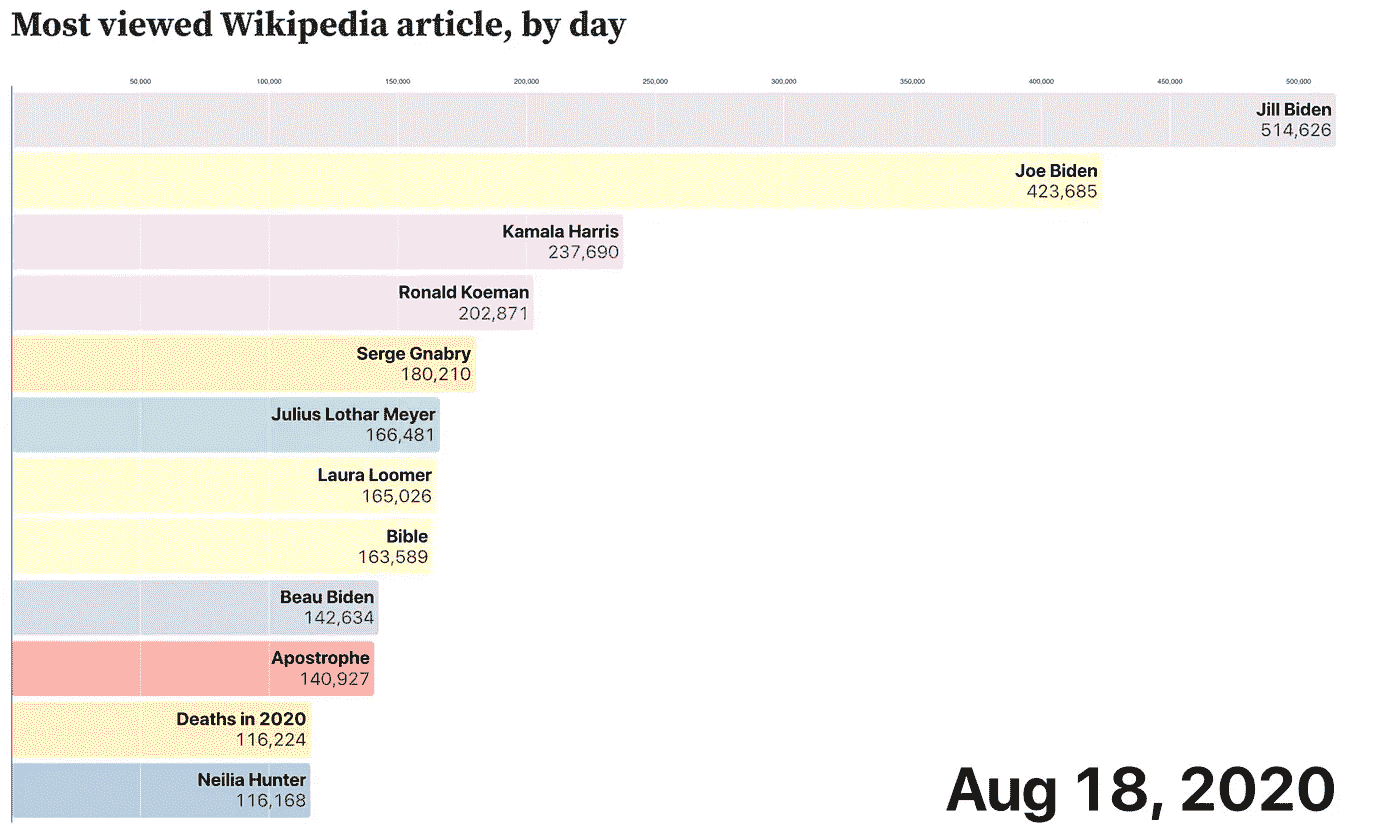 Most viewed Wikipedia article, by day
50,000 100,000 150,000 200,000 250,000 300,000 350,000 400,000 450,000 500,000
Jill Biden
514,626
Joe Biden
423,685
Kamala Harris
237,690
Ronald Koeman
202,871
Serge Gnabry
180,210
Julius Lothar Meyer
166,481
Laura Loomer
165,026
Bible
163,589
Beau Biden
142,634
Apostrophe
140,927
Deaths in 2020
116,224
Neilia Hunter
116,168
Aug 18, 2020